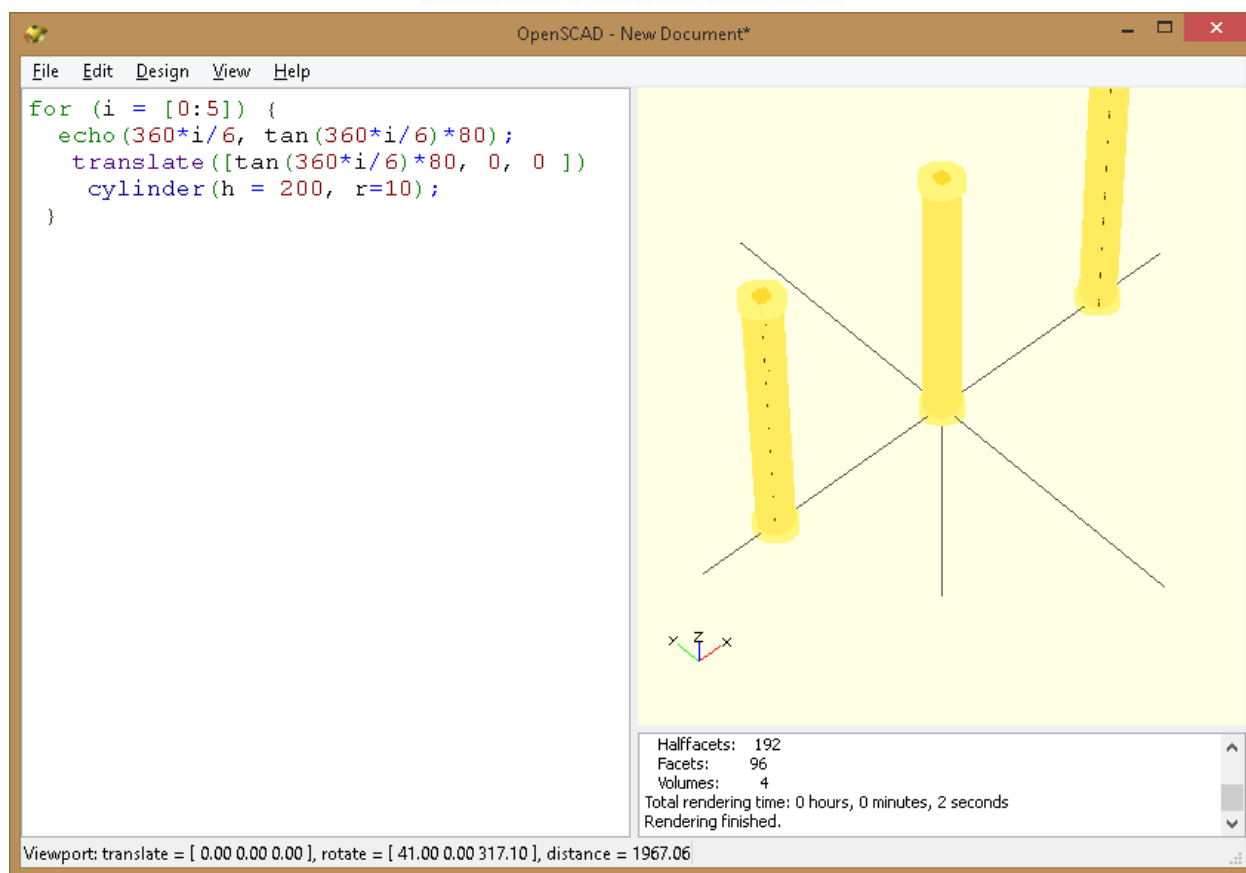 OpenSCAD - New Document*
File Edit Design View Help
for (i = [0:5]) {
echo(360*i/6, tan(360*i/6)*80);
translate([tan(360*i/6)*80, 0, 0 ])
cylinder(h = 200, r=10);
}
Y Z X
Halffacets: 192
Facets: 96
Volumes: 4
Total rendering time: 0 hours, 0 minutes, 2 seconds
Rendering finished.
Viewport: translate = [ 0.00 0.00 0.00 ], rotate = [ 41.00 0.00 317.10 ], distance = 1967.06